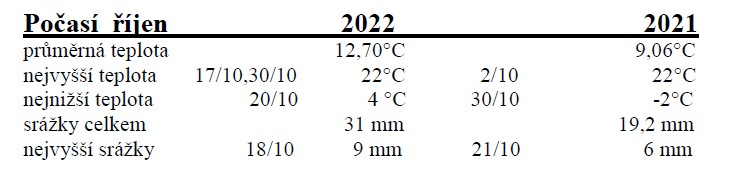 Počasí říjen 2022 2021
průměrná teplota 12,70°C 9,06°C
nejvyšší teplota 17/10,30/10 22°C 2/10 22°C
nejnižší teplota 20/10 4 °C 30/10 -2°C
srážky celkem 31 mm 19,2 mm
nejvyšší srážky 18/10 9 mm 21/10 6 mm